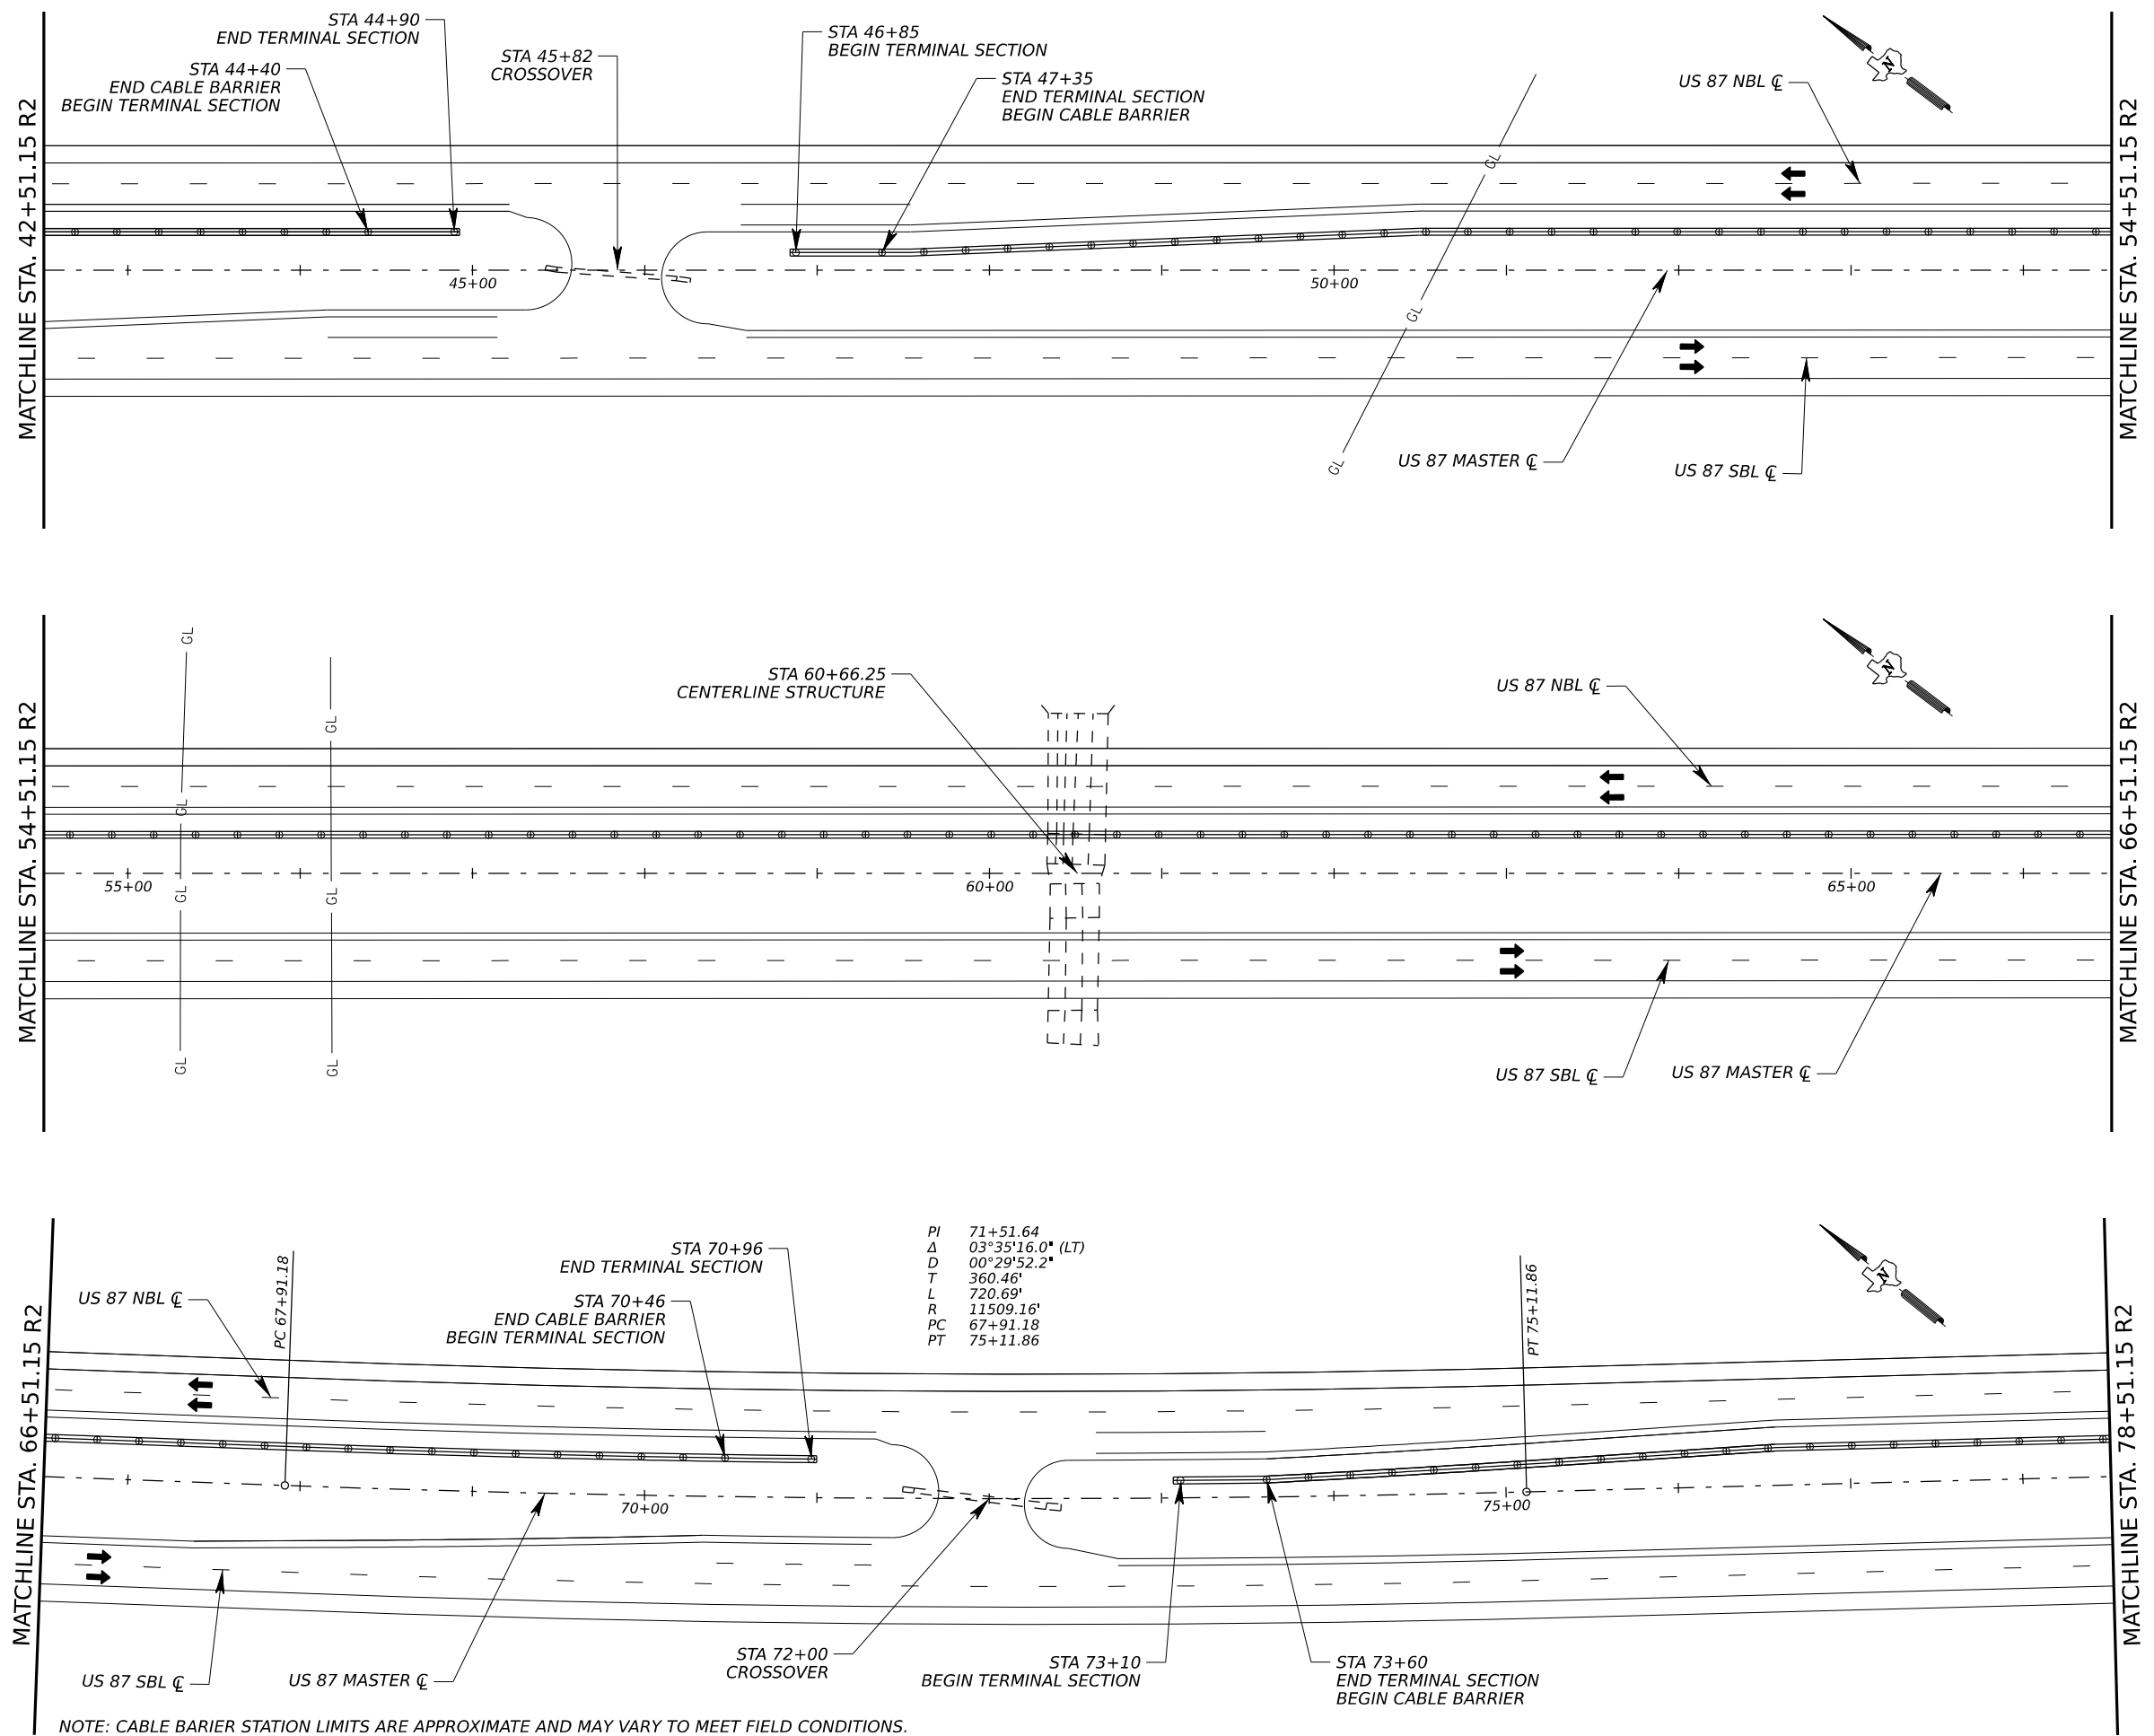 STA 44+90
END TERMINAL SECTION
STA 44+40
END CABLE BARRIER
BEGIN TERMINAL SECTION
STA 45+82
CROSSOVER
STA 46+85
BEGIN TERMINAL SECTION
STA 47+35
END TERMINAL SECTION
BEGIN CABLE BARRIER
US 87 NBL ℄
N
MATCHLINE STA. 42+51.15 R2
MATCHLINE STA. 54+51.15 R2
GL
GL
GL
45+00
50+00
US 87 MASTER ℄
US 87 SBL ℄
GL
GL
GL
GL
GL
GL
GL
STA 60+66.25
CENTERLINE STRUCTURE
US 87 NBL ℄
N
MATCHLINE STA. 54+51.15 R2
MATCHLINE STA. 66+51.15 R2
55+00
60+00
65+00
US 87 SBL ℄
US 87 MASTER ℄
PI 71+51.64
Δ 03°35'16.0" (LT)
D 00°29'52.2"
T 360.46'
L 720.69'
R 11509.16'
PC 67+91.18
PT 75+11.86
STA 70+96
END TERMINAL SECTION
STA 70+46
END CABLE BARRIER
BEGIN TERMINAL SECTION
US 87 NBL ℄
PC 67+91.18
PT 75+11.86
N
MATCHLINE STA. 66+51.15 R2
MATCHLINE STA. 78+51.15 R2
70+00
75+00
US 87 SBL ℄
US 87 MASTER ℄
STA 72+00
CROSSOVER
STA 73+10
BEGIN TERMINAL SECTION
STA 73+60
END TERMINAL SECTION
BEGIN CABLE BARRIER
NOTE: CABLE BARIER STATION LIMITS ARE APPROXIMATE AND MAY VARY TO MEET FIELD CONDITIONS.